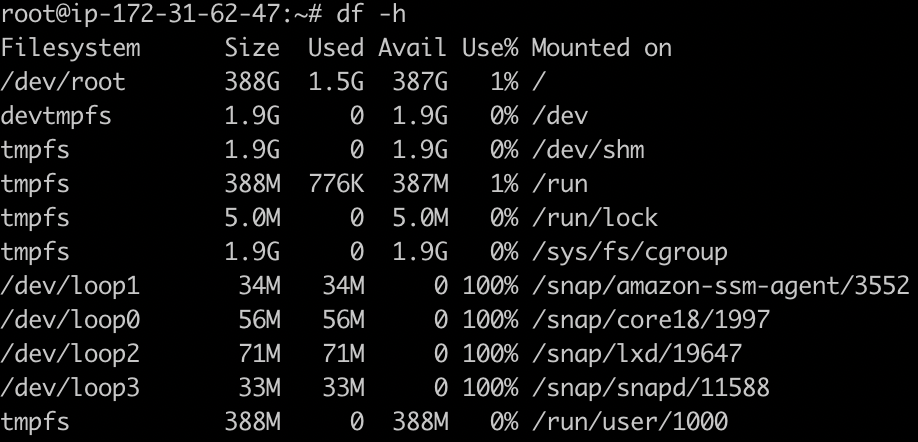 root@ip-172-31-62-47:~# df -h
Filesystem      Size  Used Avail Use% Mounted on
/dev/root       388G  1.5G  387G   1% /
devtmpfs        1.9G     0  1.9G   0% /dev
tmpfs           1.9G     0  1.9G   0% /dev/shm
tmpfs           388M  776K  387M   1% /run
tmpfs           5.0M     0  5.0M   0% /run/lock
tmpfs           1.9G     0  1.9G   0% /sys/fs/cgroup
/dev/loop1       34M   34M     0 100% /snap/amazon-ssm-agent/3552
/dev/loop0       56M   56M     0 100% /snap/core18/1997
/dev/loop2       71M   71M     0 100% /snap/lxd/19647
/dev/loop3       33M   33M     0 100% /snap/snapd/11588
tmpfs           388M     0  388M   0% /run/user/1000